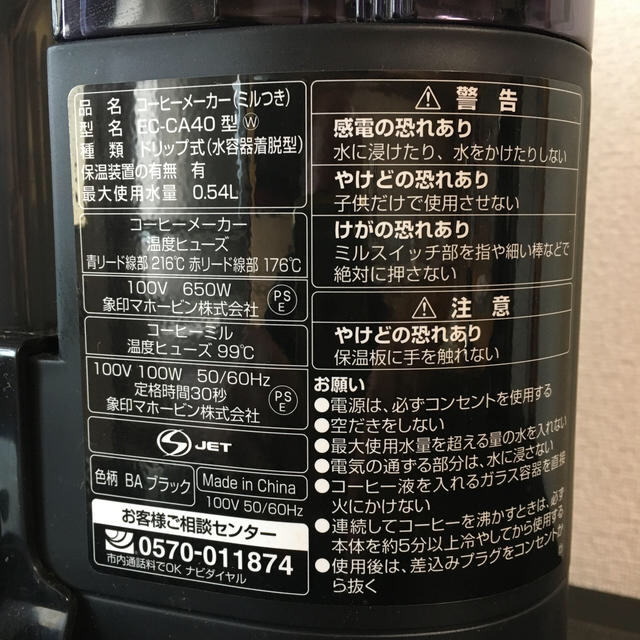 品 名 コーヒーメーカー(ミルつき)
型 名 EC-CA40 型 W
種 類 ドリップ式(水容器着脱型)
保温装置の有無 有
最大使用水量 0.54L
コーヒーメーカー
温度ヒューズ
青リード線部 216℃ 赤リード線部 176℃
100V 650W
象印マホービン株式会社
PS
E
コーヒーミル
温度ヒューズ 99℃
100V 100W 50/60Hz
定格時間30秒
象印マホービン株式会社
PS
E
S JET
色柄 BA ブラック
Made in China
100V 50/60Hz
お客様ご相談センター
0570-011874
市内通話料でOK ナビダイヤル
⚠ 警 告
感電の恐れあり
水に浸けたり、水をかけたりしない
やけどの恐れあり
子供だけで使用させない
けがの恐れあり
ミルスイッチ部を指や細い棒などで
絶対に押さない
⚠ 注 意
やけどの恐れあり
保温板に手を触れない
お願い
●電源は、必ずコンセントを使用する
●空だきをしない
●最大使用水量を超える量の水を入れない
●電気の通ずる部分は、水に浸さない
●コーヒー液を入れるガラス容器を直接
火にかけない
●連続してコーヒーを沸かすときは、必ず
本体を約5分以上冷やしてから使用する
●使用後は、差込みプラグをコンセントか
ら抜く